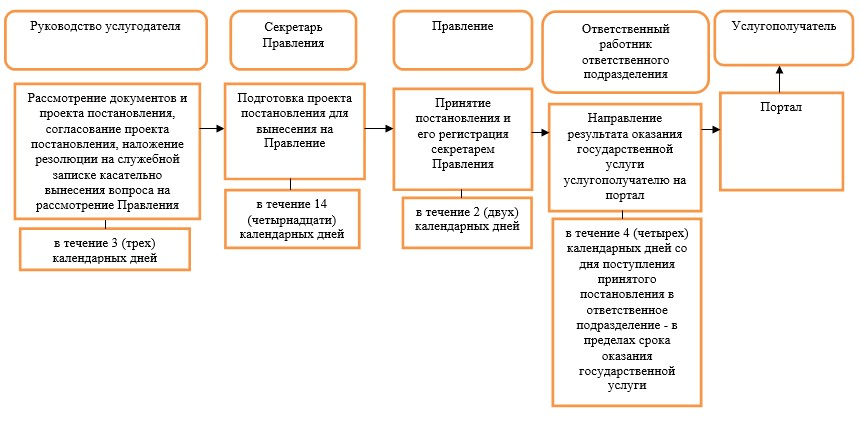 Руководство услугодателя
Секретарь
Правления
Правление
Ответственный
работник
ответственного
подразделения
Услугополучатель
Рассмотрение документов и
проекта постановления,
согласование проекта
постановления, наложение
резолюции на служебной
записке касательно
вынесения вопроса на
рассмотрение Правления
в течение 3 (трех)
календарных дней
Подготовка проекта
постановления для
вынесения на
Правление
в течение 14
(четырнадцати)
календарных дней
Принятие
постановления и
его регистрация
секретарем
Правления
в течение 2 (двух)
календарных дней
Направление
результата оказания
государственной
услуги
услугополучателю на
портал
в течение 4 (четырех)
календарных дней со
дня поступления
принятого
постановления в
ответственное
подразделение - в
пределах срока
оказания
государственной
услуги
Портал